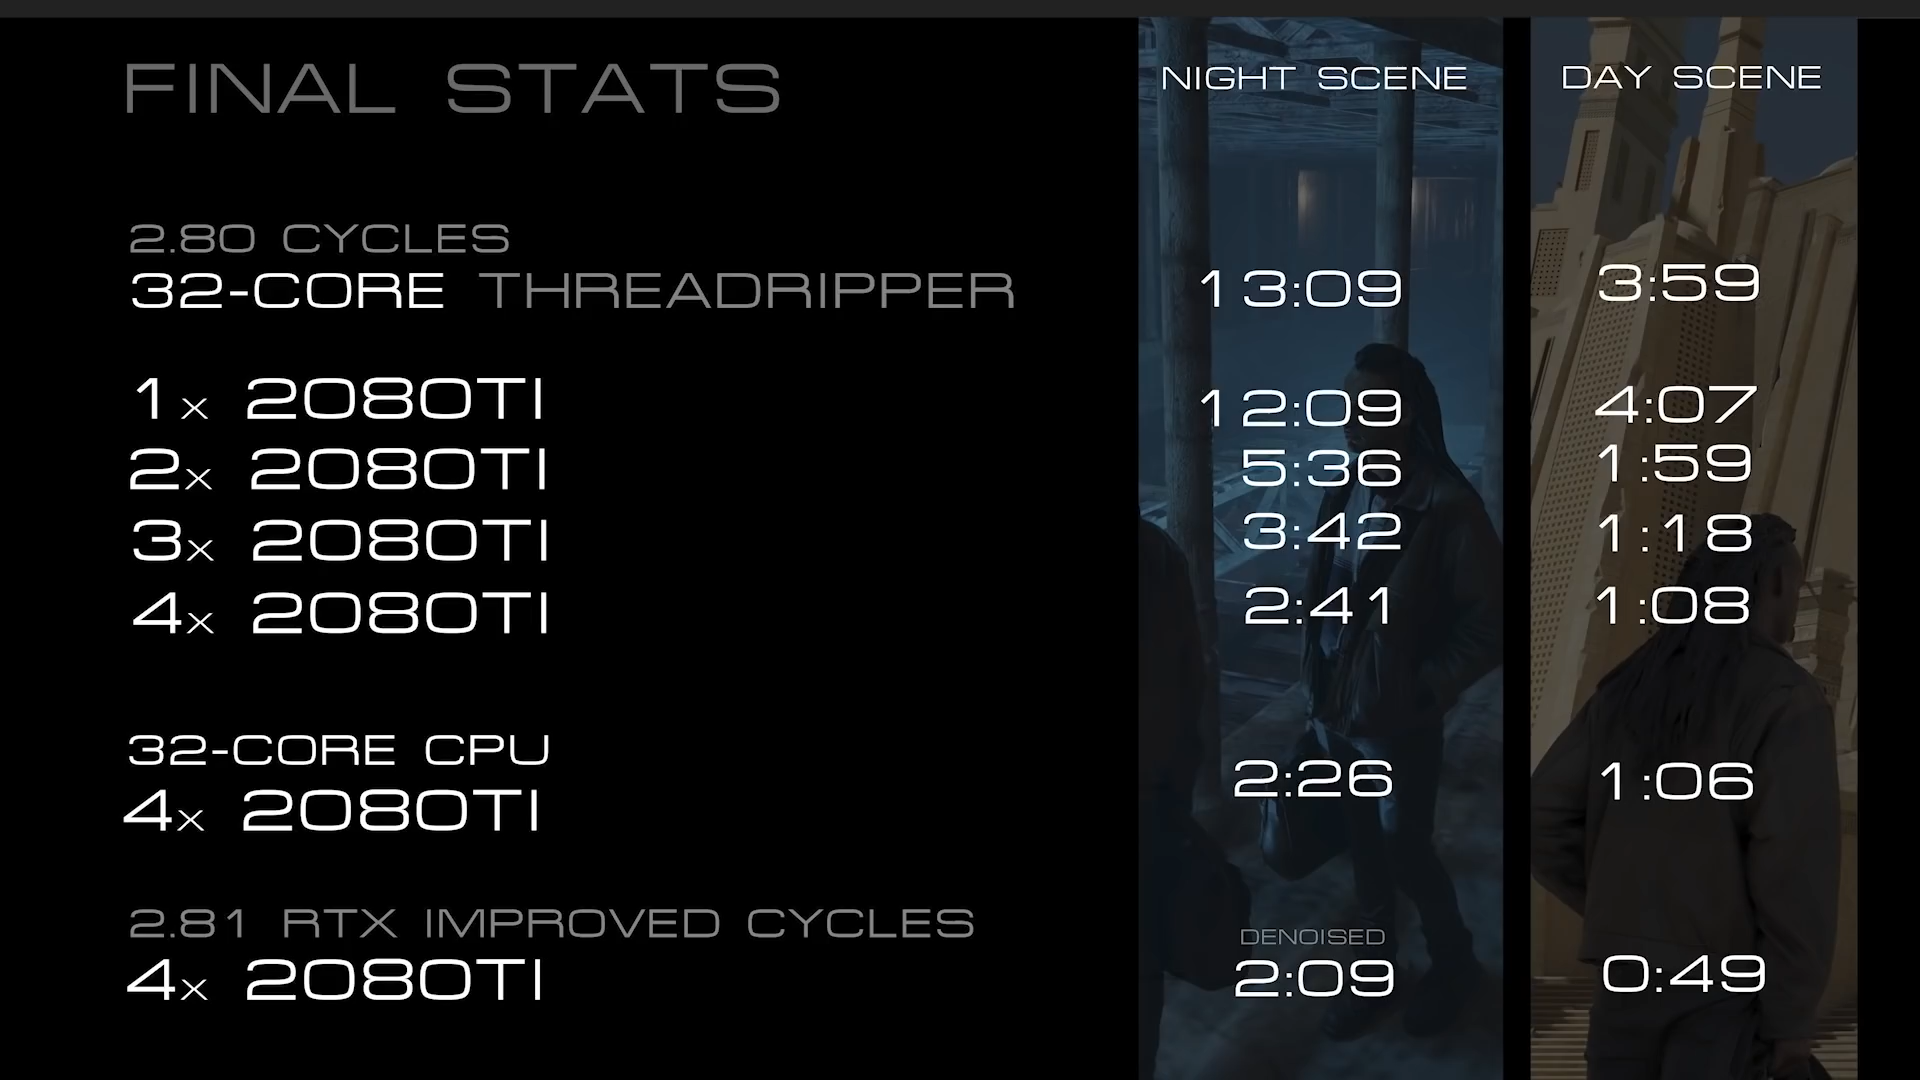 FINAL STATS
NIGHT SCENE
DAY SCENE
2.80 CYCLES
32-CORE THREADRIPPER 13:09 3:59
1x 2080TI 12:09 4:07
2x 2080TI 5:36 1:59
3x 2080TI 3:42 1:18
4x 2080TI 2:41 1:08
32-CORE CPU
4x 2080TI 2:26 1:06
2.81 RTX IMPROVED CYCLES
DENOISED
4x 2080TI 2:09 0:49